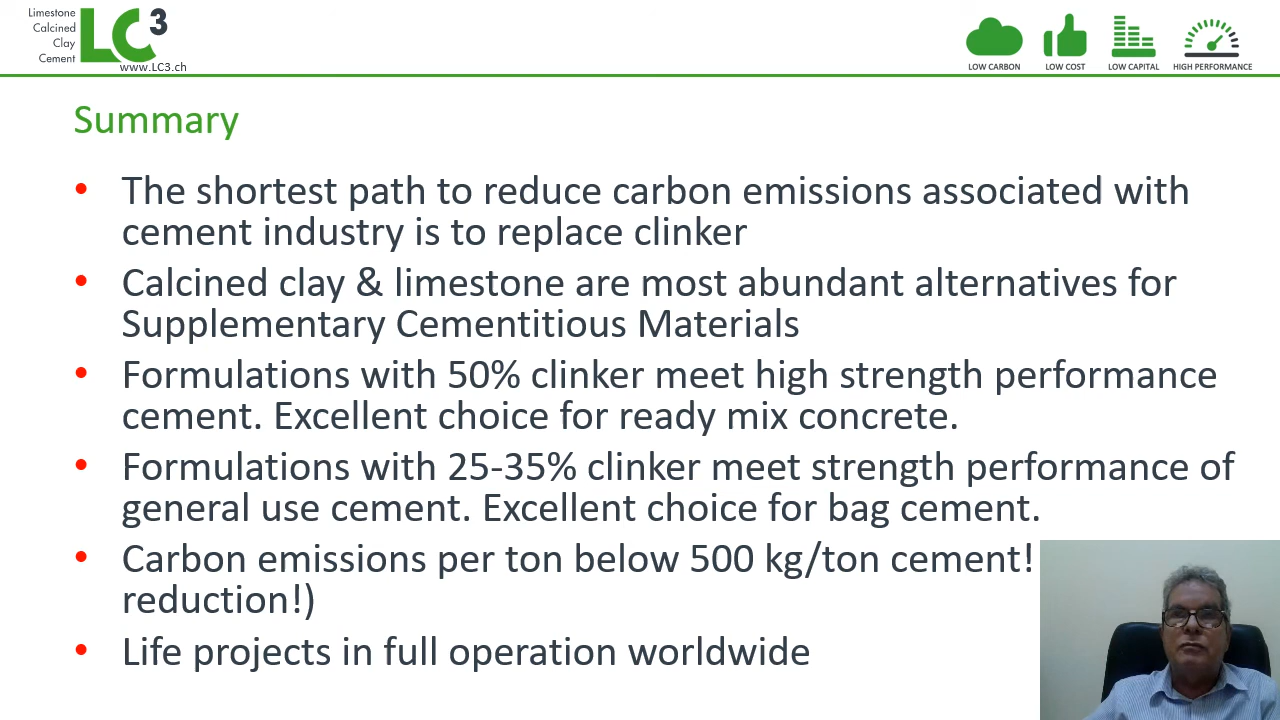 Limestone
Calcined
Clay
Cement
LC3
www.LC3.ch
LOW CARBON
LOW COST
LOW CAPITAL
HIGH PERFORMANCE
Summary
• The shortest path to reduce carbon emissions associated with
cement industry is to replace clinker
• Calcined clay & limestone are most abundant alternatives for
Supplementary Cementitious Materials
• Formulations with 50% clinker meet high strength performance
cement. Excellent choice for ready mix concrete.
• Formulations with 25-35% clinker meet strength performance of
general use cement. Excellent choice for bag cement.
• Carbon emissions per ton below 500 kg/ton cement!
reduction!)
• Life projects in full operation worldwide